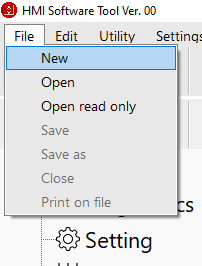 HMI Software Tool Ver. 00
File Edit Utility Settings
New
Open
Open read only
Save
Save as
Close
Print on file
Setting